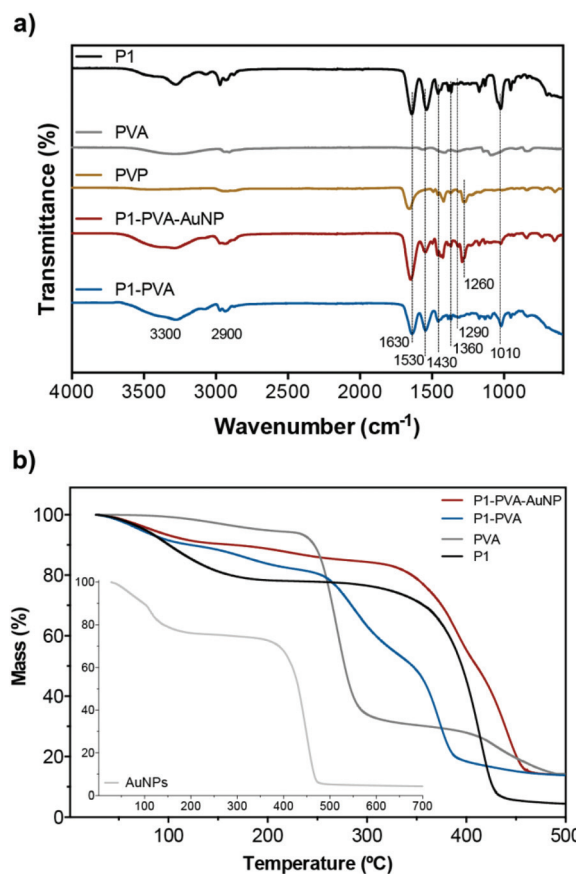 a)
P1
PVA
PVP
P1-PVA-AuNP
P1-PVA
Transmittance (%)
1260
3300 2900 1630 1290
1530 1360 1010
1430
4000 3500 3000 2500 2000 1500 1000
Wavenumber (cm⁻¹)
b)
P1-PVA-AuNP
P1-PVA
PVA
P1
Mass (%)
100
80
60
40
20
0
100
80
60
40
20
0
AuNPs
0 100 200 300 400 500 600 700
100 200 300 400 500
Temperature (ºC)